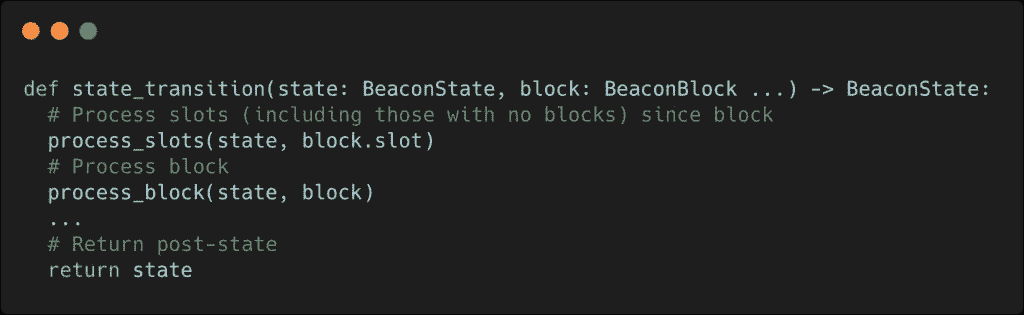 def state_transition(state: BeaconState, block: BeaconBlock ...) -> BeaconState:
  # Process slots (including those with no blocks) since block
  process_slots(state, block.slot)
  # Process block
  process_block(state, block)
  ...
  # Return post-state
  return state